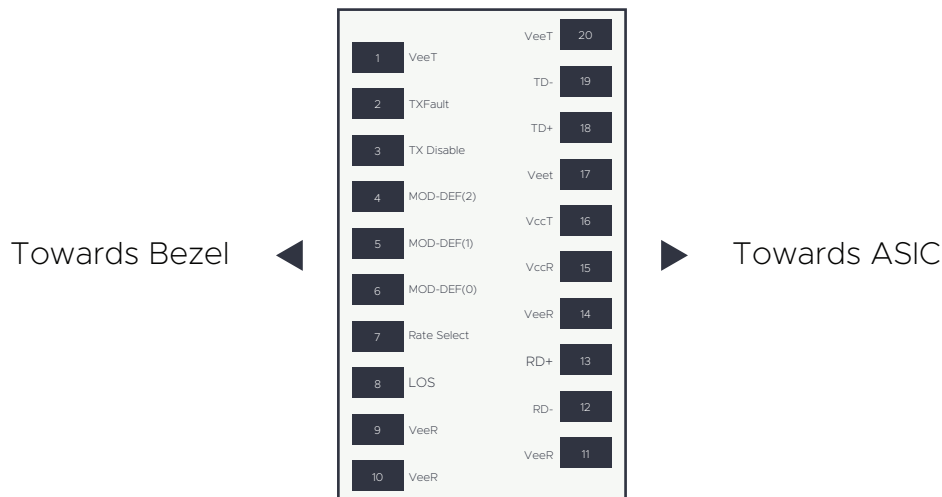 VeeT 20
1 VeeT
TD- 19
2 TXFault
TD+ 18
3 TX Disable
Veet 17
4 MOD-DEF(2)
VccT 16
5 MOD-DEF(1)
Towards Bezel
Towards ASIC
VccR 15
6 MOD-DEF(0)
VeeR 14
7 Rate Select
RD+ 13
8 LOS
RD- 12
9 VeeR
VeeR 11
10 VeeR